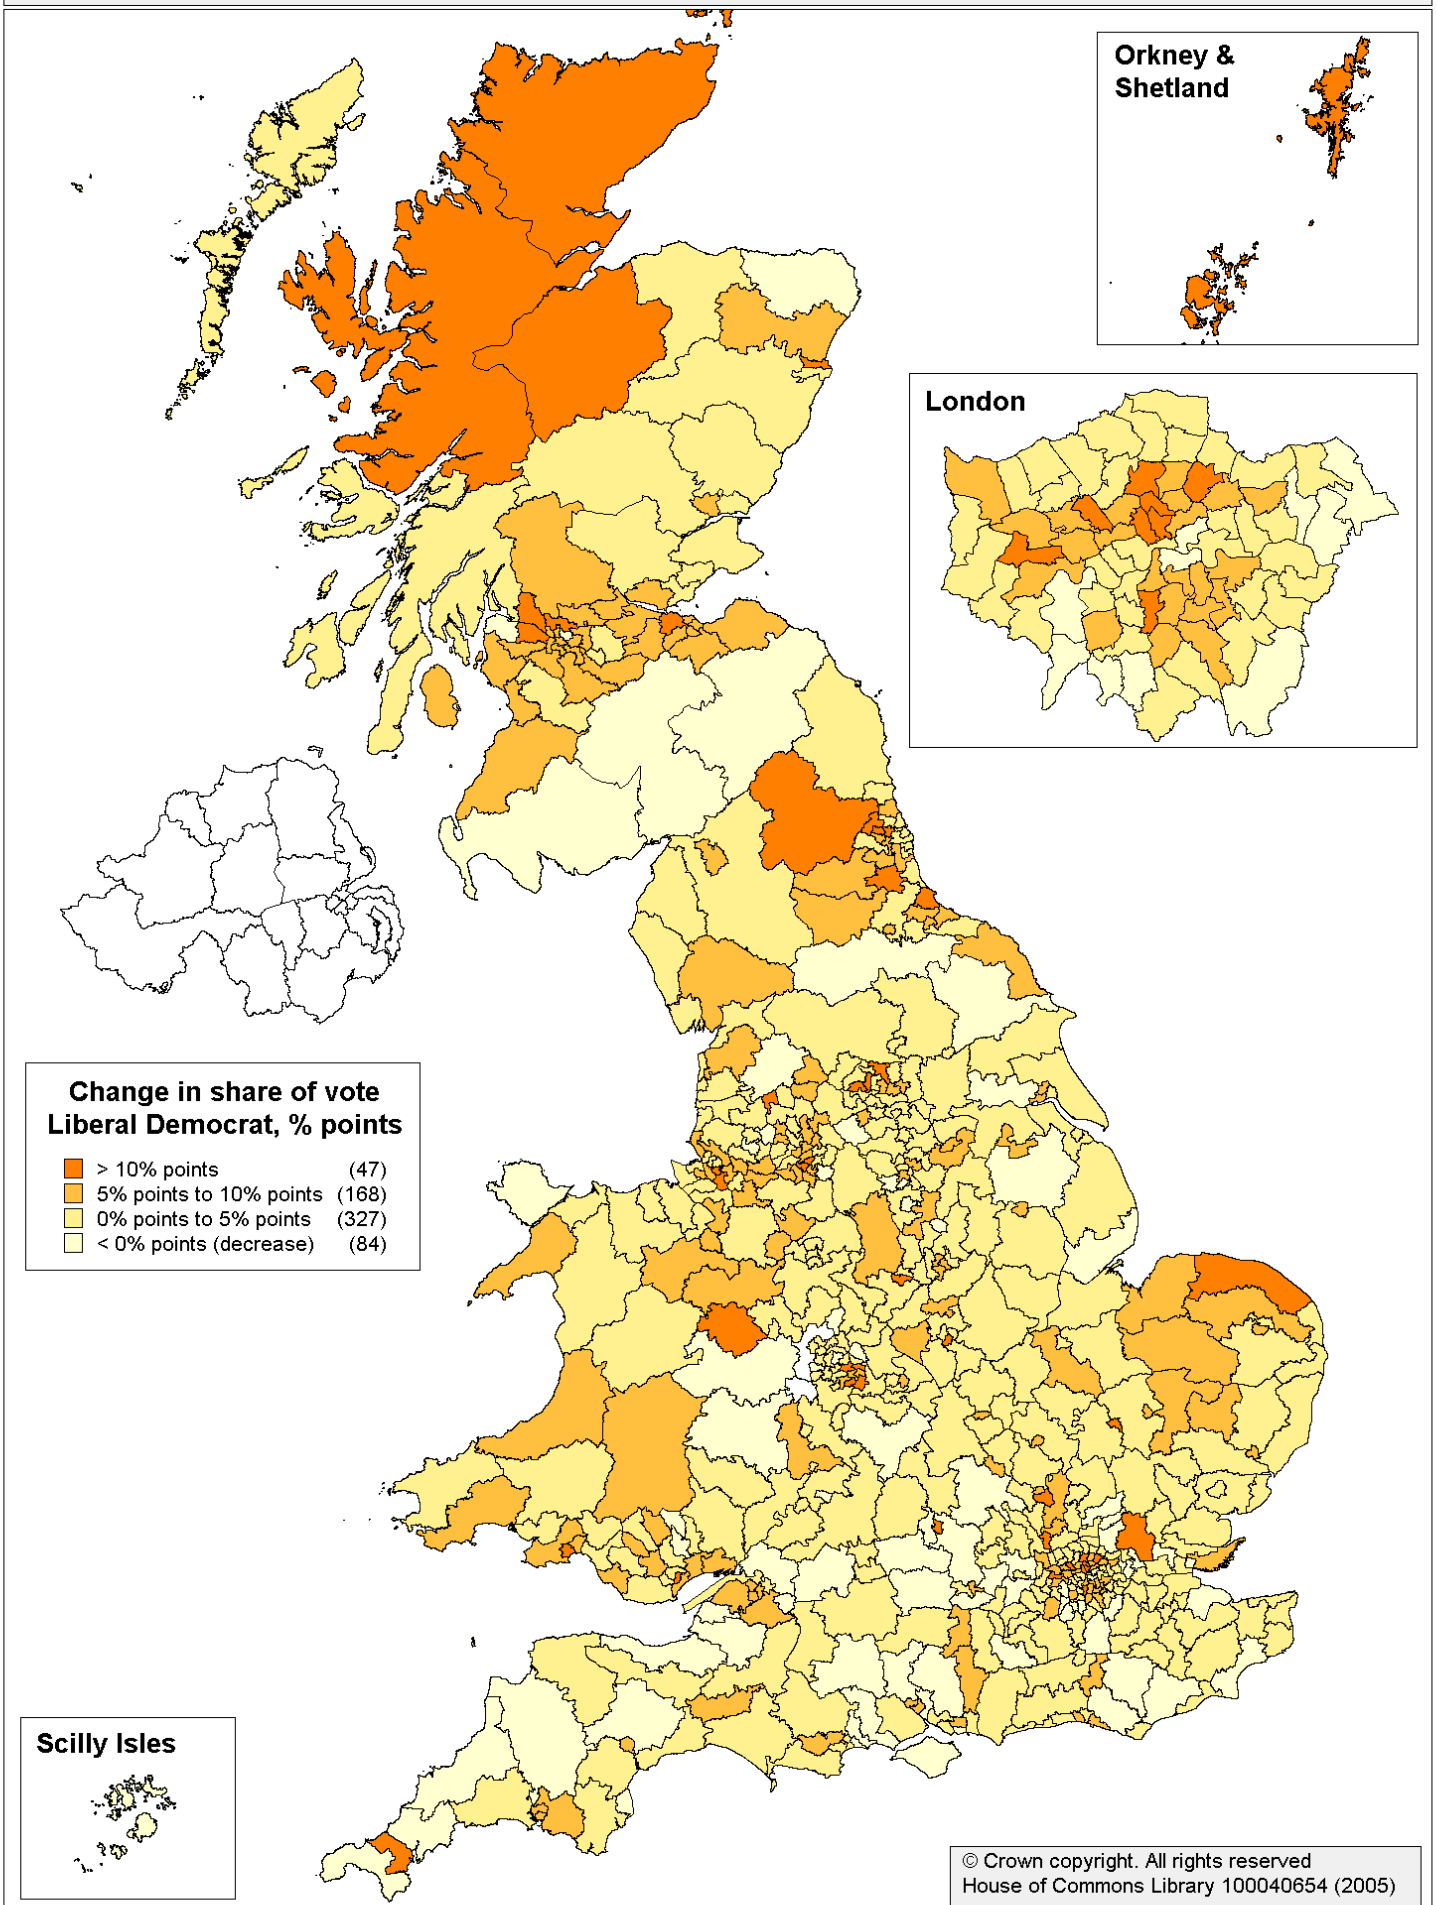 Orkney &
Shetland
London
Change in share of vote
Liberal Democrat, % points
> 10% points (47)
5% points to 10% points (168)
0% points to 5% points (327)
< 0% points (decrease) (84)
Scilly Isles
© Crown copyright. All rights reserved
House of Commons Library 100040654 (2005)